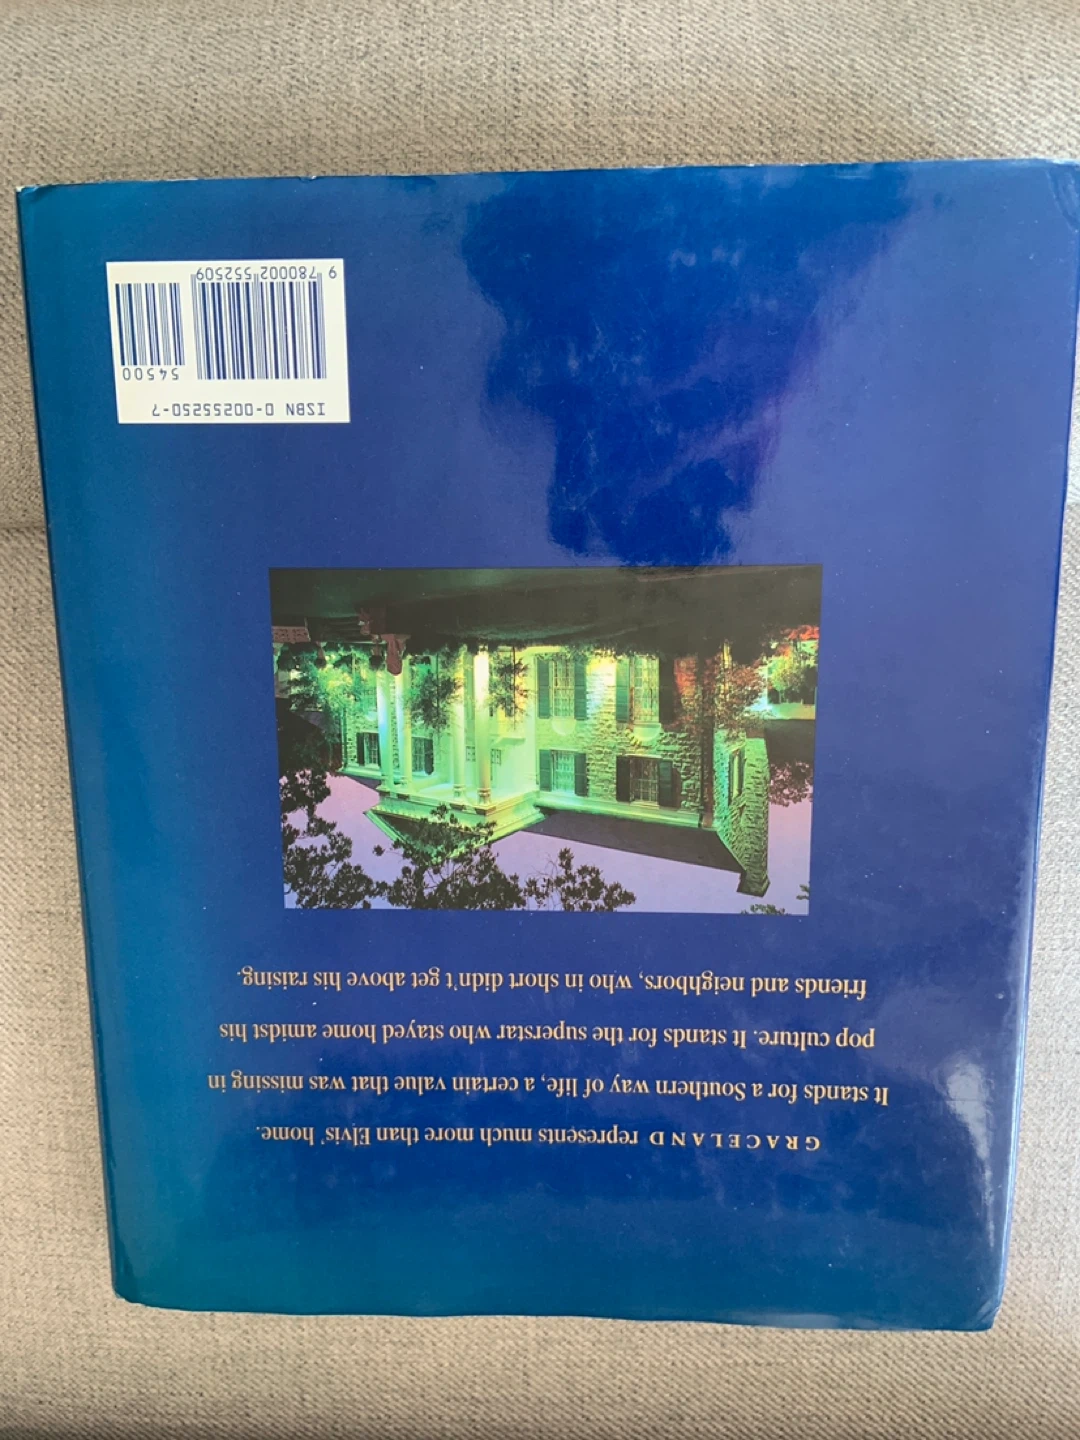 GRACELAND represents much more than Elvis' home.
It stands for a Southern way of life, a certain value that was missing in
pop culture. It stands for the superstar who stayed home amidst his
friends and neighbors, who in short didn't get above his raising.
ISBN 0-00255250-7
54500
9 780002 552509